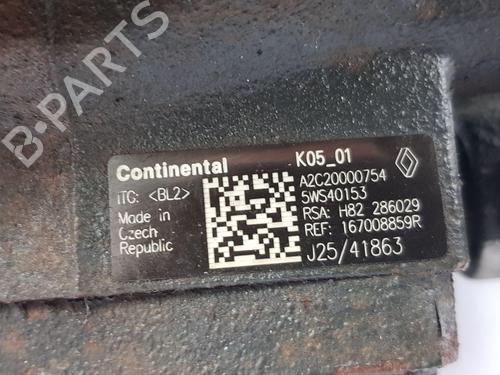 B-PARTS
Continental
K05_01
iTC: <BL2>
A2C20000754
5WS40153
Made in
Czech
Republic
RSA: H82 286029
REF: 167008859R
J25/41863